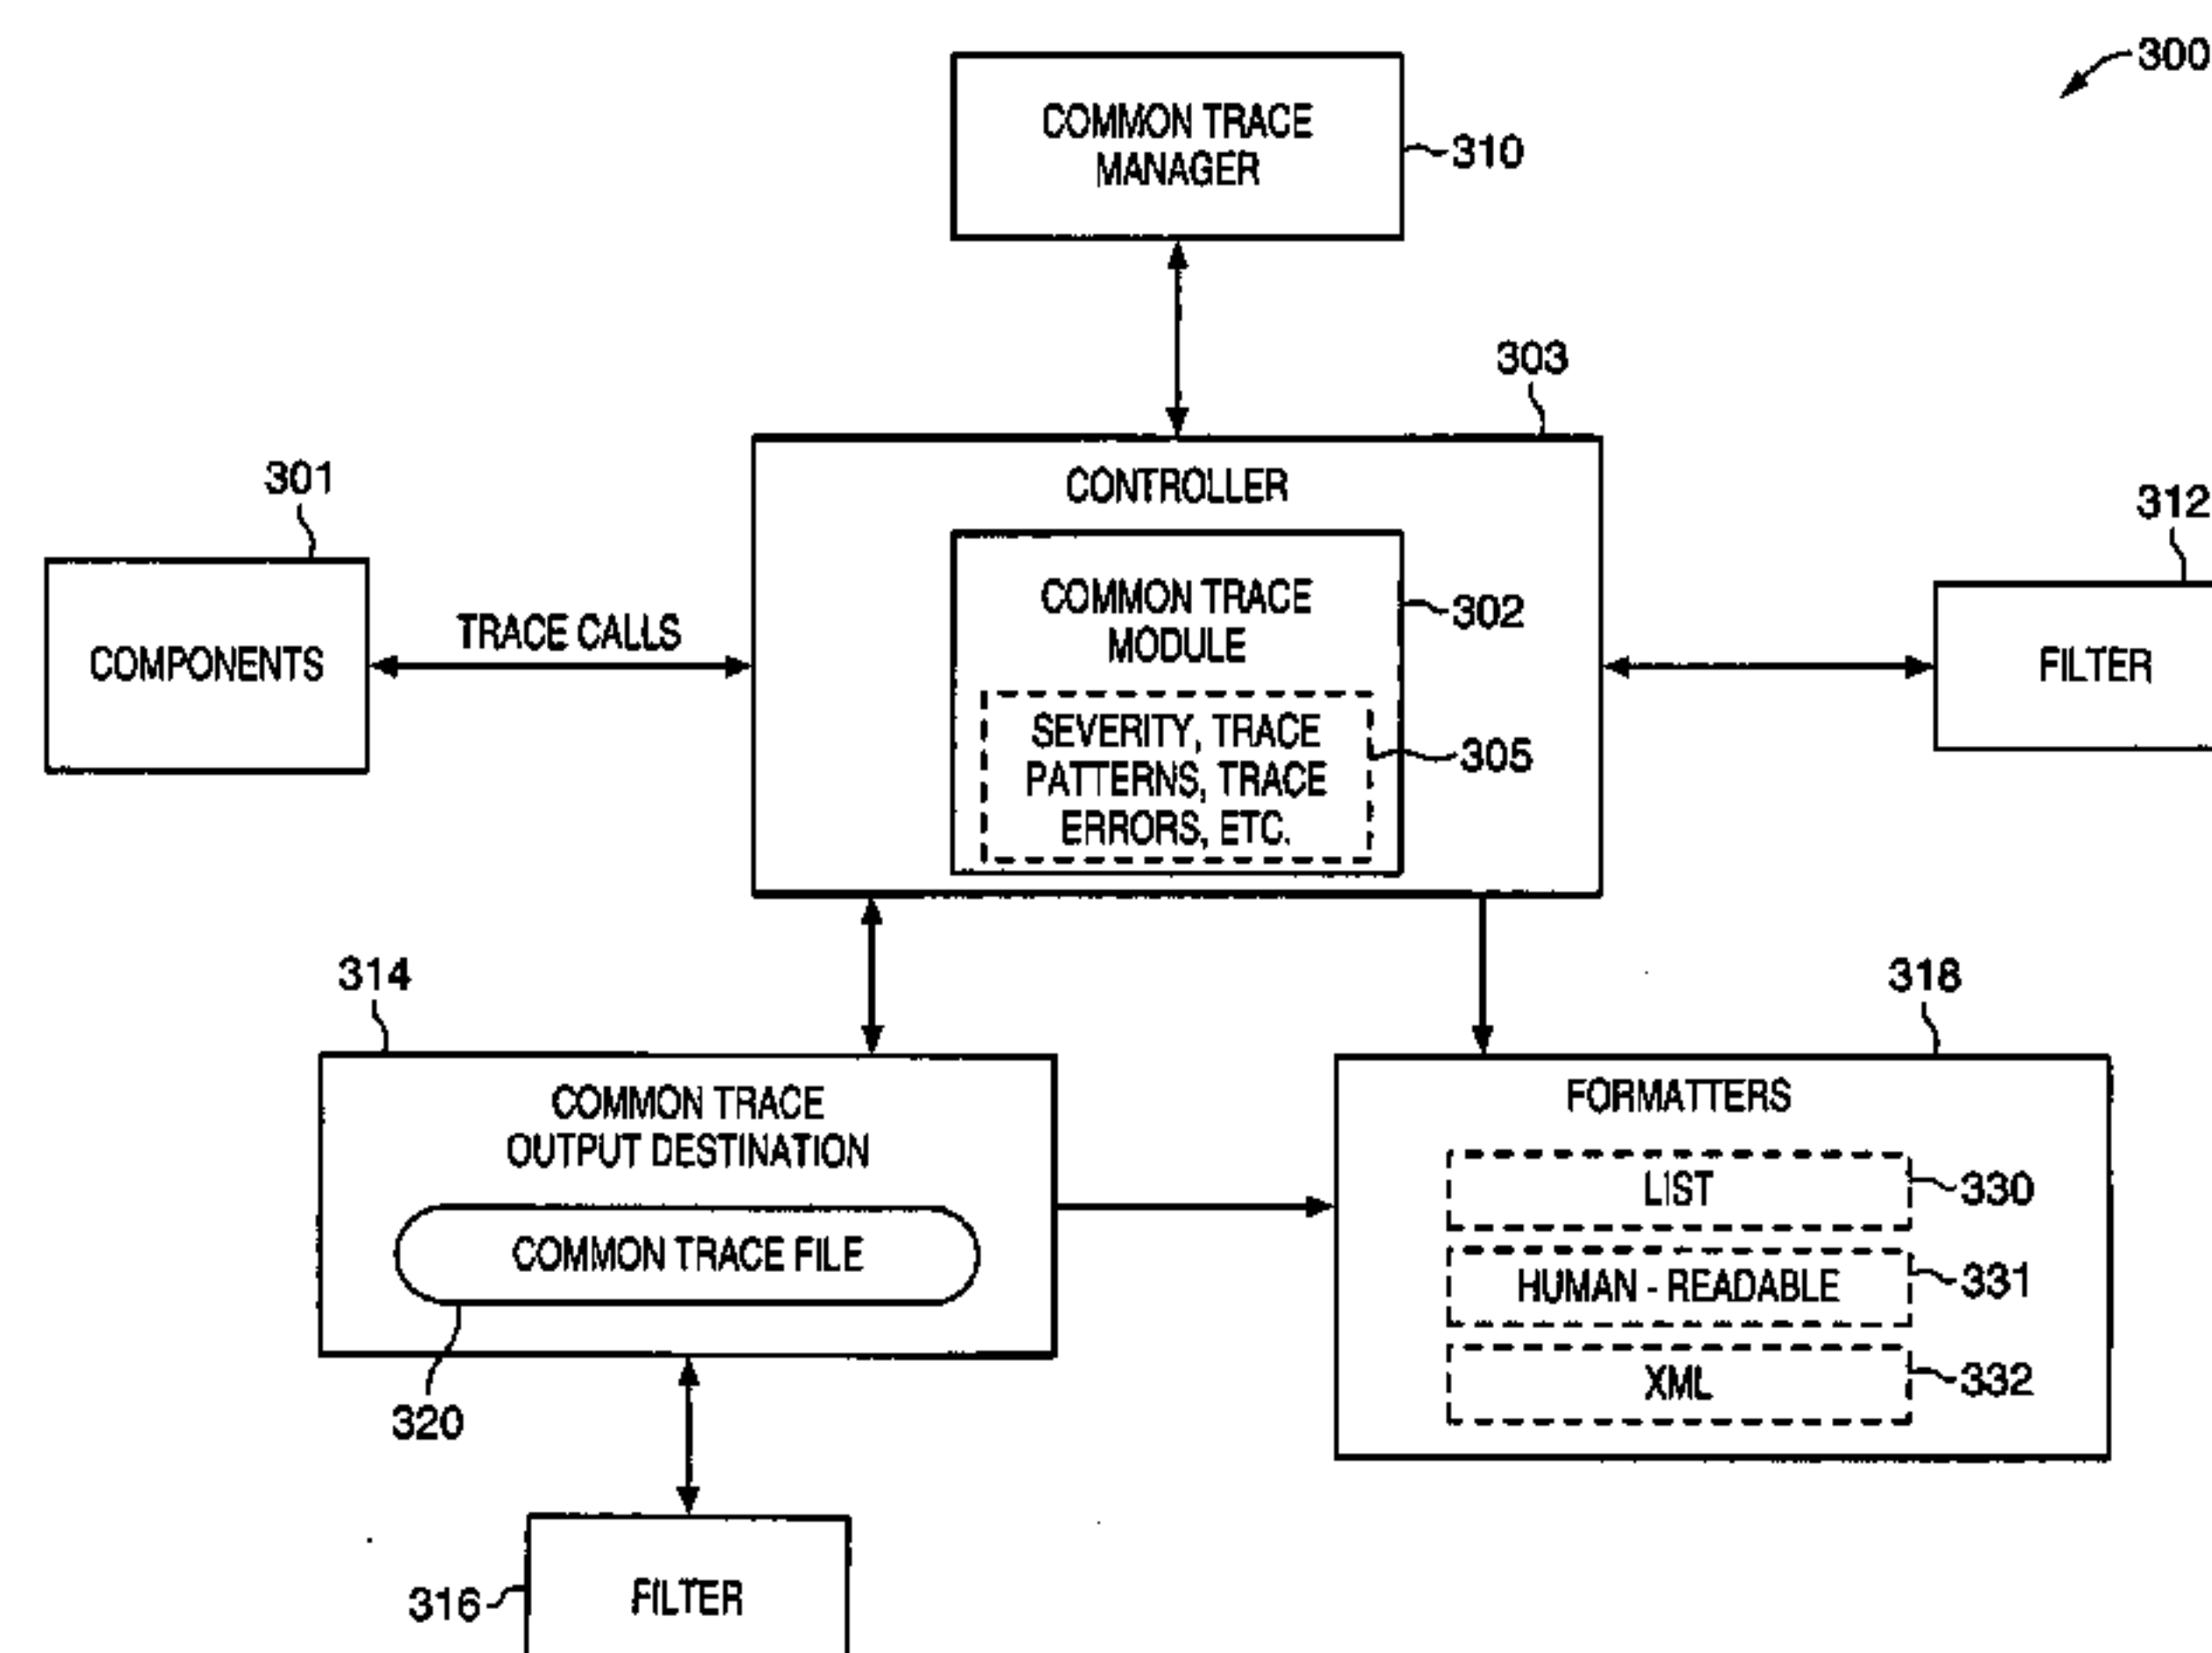 300
COMMON TRACE
MANAGER
310
303
CONTROLLER
301
312
COMPONENTS
TRACE CALLS
COMMON TRACE
MODULE
302
FILTER
SEVERITY, TRACE
PATTERNS, TRACE
ERRORS, ETC.
305
314
318
COMMON TRACE
OUTPUT DESTINATION
FORMATTERS
LIST
330
COMMON TRACE FILE
HUMAN - READABLE
331
XML
332
320
316
FILTER